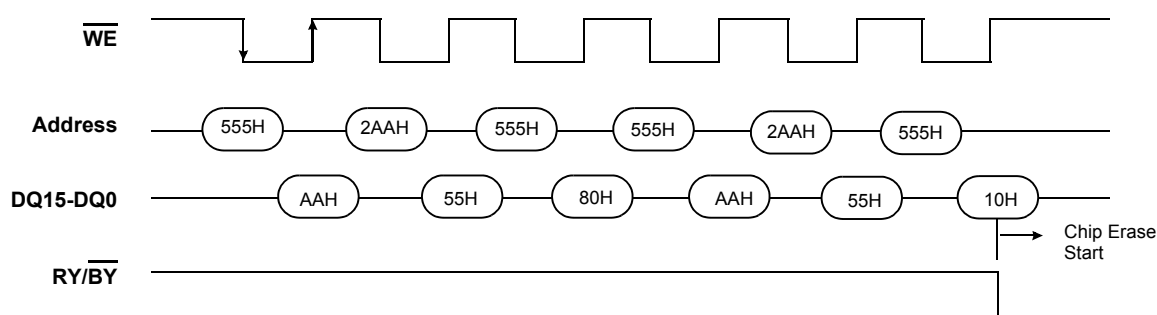 WE
Address 555H 2AAH 555H 555H 2AAH 555H
DQ15-DQ0 AAH 55H 80H AAH 55H 10H
Chip Erase
Start
RY/BY